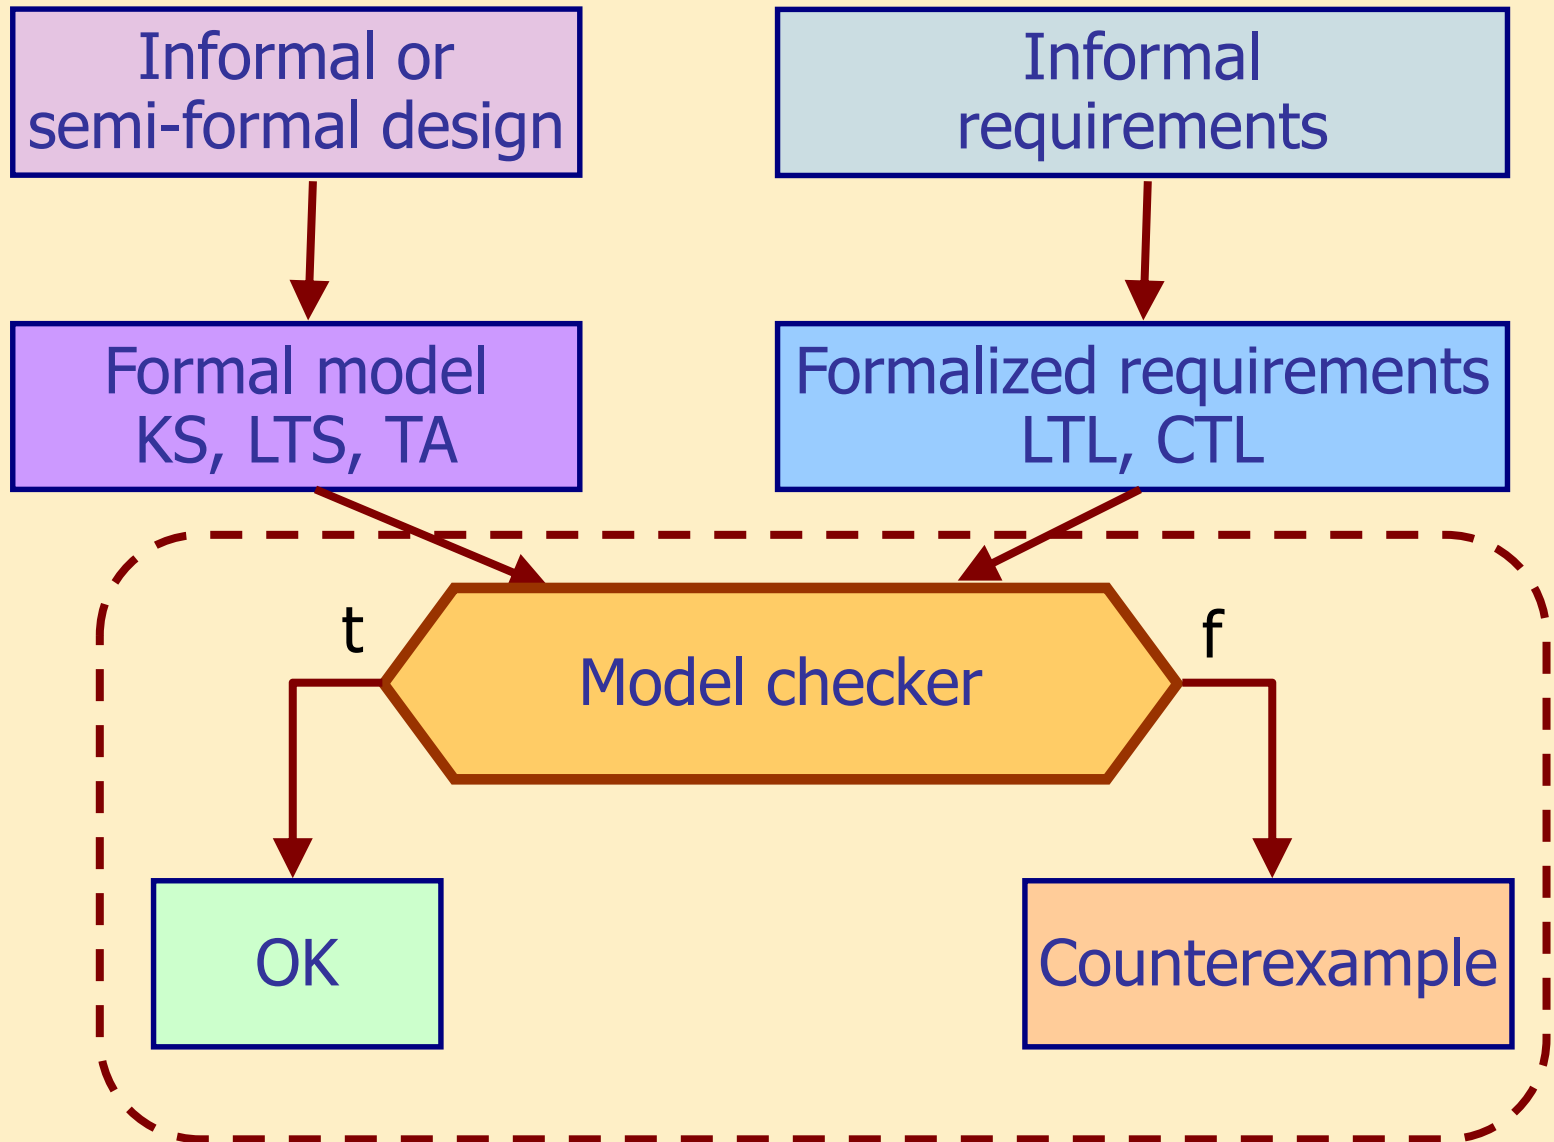 Informal or
semi-formal design
Informal
requirements
Formal model
KS, LTS, TA
Formalized requirements
LTL, CTL
t
f
Model checker
OK
Counterexample